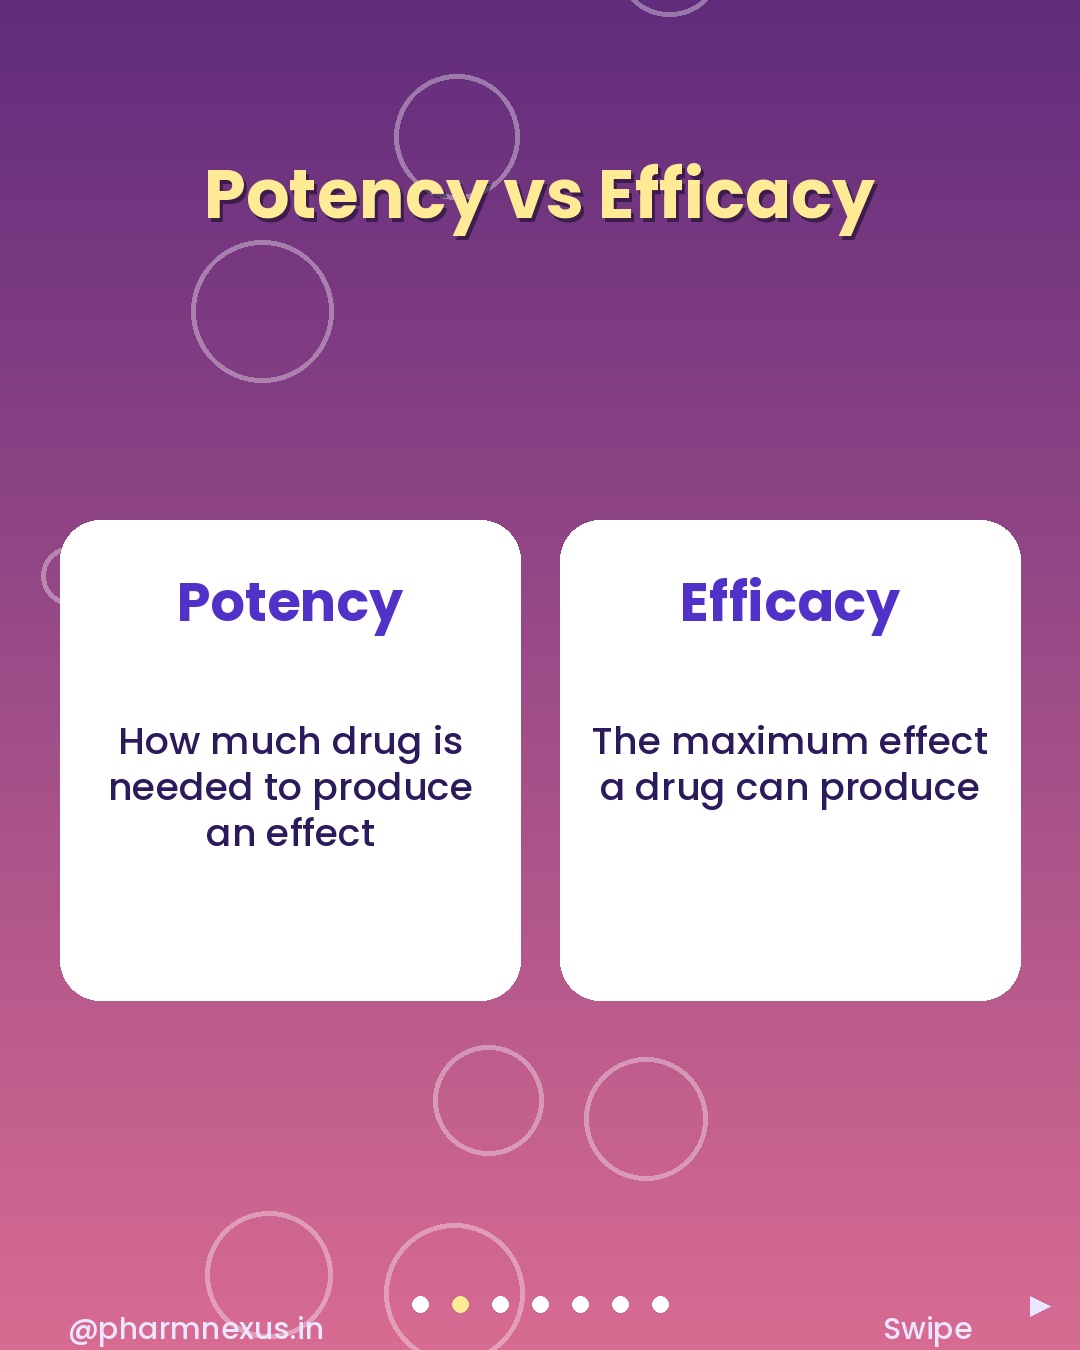 Potency vs Efficacy
Potency
How much drug is
needed to produce
an effect
Efficacy
The maximum effect
a drug can produce
@pharmnexus.in
Swipe